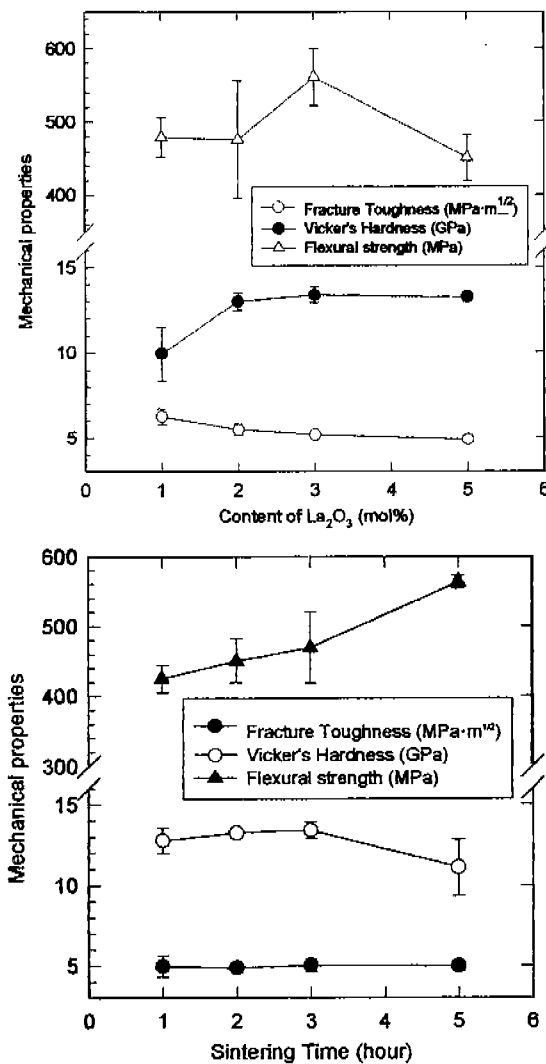 600
500
400
Mechanical properties
Fracture Toughness (MPa·m1/2)
Vicker's Hardness (GPa)
Flexural strength (MPa)
15
10
5
0 1 2 3 4 5 6
Content of La2O3 (mol%)
600
500
400
300
Mechanical properties
Fracture Toughness (MPa·m1/2)
Vicker's Hardness (GPa)
Flexural strength (MPa)
15
10
5
0 1 2 3 4 5 6
Sintering Time (hour)